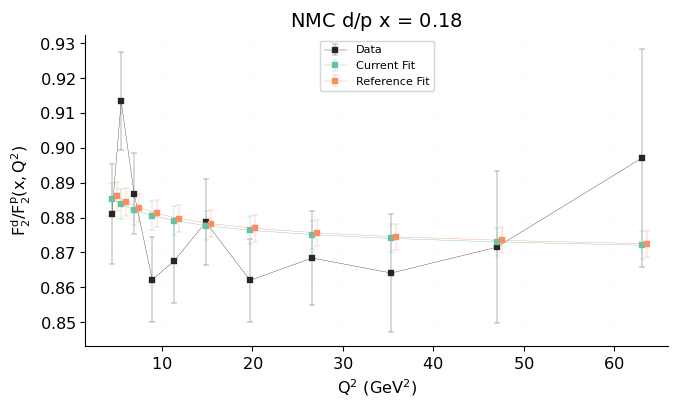 NMC d/p x = 0.18
Data
Current Fit
Reference Fit
F₂ᵈ/F₂ᵖ(x, Q²)
0.93
0.92
0.91
0.90
0.89
0.88
0.87
0.86
0.85
10 20 30 40 50 60
Q² (GeV²)